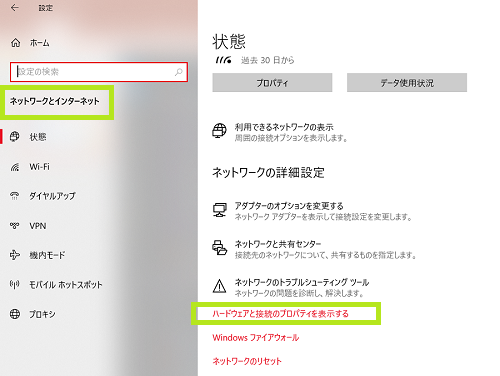 設定
ホーム
設定の検索
ネットワークとインターネット
状態
Wi-Fi
ダイヤルアップ
VPN
機内モード
モバイル ホットスポット
プロキシ
状態
過去 30 日から
プロパティ
データ使用状況
利用できるネットワークの表示
周囲の接続オプションを表示します。
ネットワークの詳細設定
アダプターのオプションを変更する
ネットワーク アダプターを表示して接続設定を変更します。
ネットワークと共有センター
接続先のネットワークについて、共有するものを指定します。
ネットワークのトラブルシューティング ツール
ネットワークの問題を診断し、解決します。
ハードウェアと接続のプロパティを表示する
Windows ファイアウォール
ネットワークのリセット